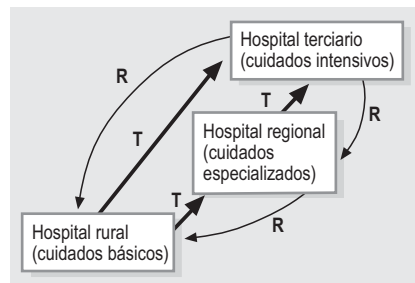 Hospital terciario
(cuidados intensivos)
R
T
T
R
Hospital regional
(cuidados
especializados)
T
R
Hospital rural
(cuidados básicos)